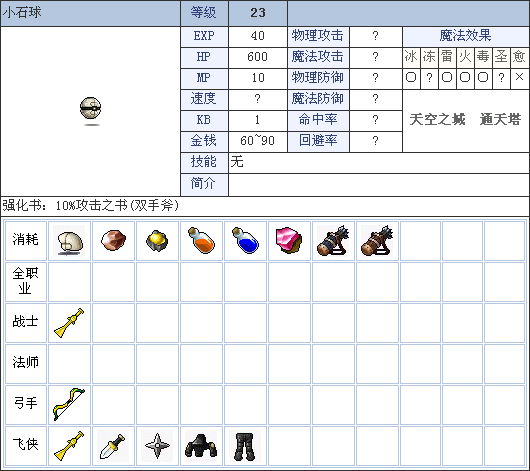 小石球 等级 23
EXP 40 物理攻击 ? 魔法效果
HP 600 魔法攻击 ? 冰 冻 雷 火 毒 圣 愈
MP 10 物理防御 ? ○ ? ○ ○ ○ ? ×
速度 ? 魔法防御 ?
KB 1 命中率 ? 天空之城 通天塔
金钱 60~90 回避率 ?
技能 无
简介
强化书: 10%攻击之书(双手斧)
消耗
全职业
战士
法师
弓手
飞侠